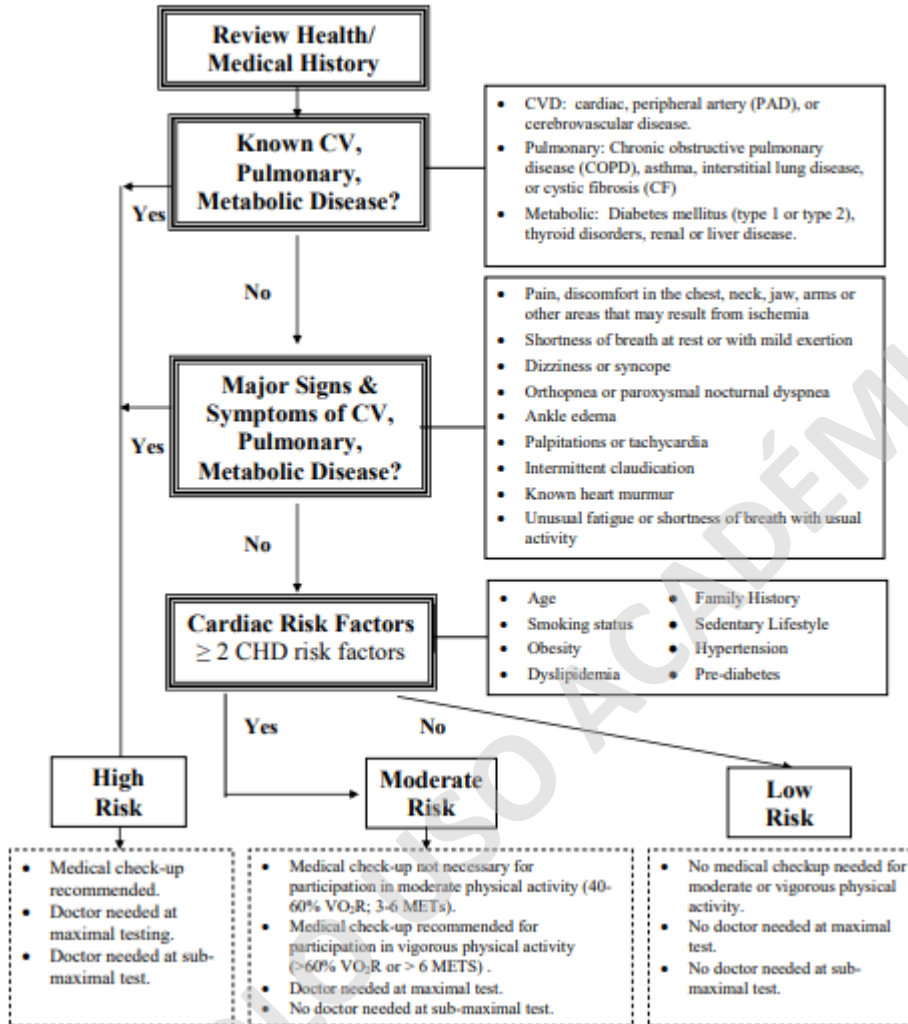 Review Health/
Medical History
Known CV,
Pulmonary,
Metabolic Disease?
• CVD: cardiac, peripheral artery (PAD), or
cerebrovascular disease.
• Pulmonary: Chronic obstructive pulmonary
disease (COPD), asthma, interstitial lung disease,
or cystic fibrosis (CF)
• Metabolic: Diabetes mellitus (type 1 or type 2),
thyroid disorders, renal or liver disease.
Yes
No
Major Signs &
Symptoms of CV,
Pulmonary,
Metabolic Disease?
• Pain, discomfort in the chest, neck, jaw, arms or
other areas that may result from ischemia
• Shortness of breath at rest or with mild exertion
• Dizziness or syncope
• Orthopnea or paroxysmal nocturnal dyspnea
• Ankle edema
• Palpitations or tachycardia
• Intermittent claudication
• Known heart murmur
• Unusual fatigue or shortness of breath with usual
activity
Yes
No
Cardiac Risk Factors
≥ 2 CHD risk factors
• Age
• Smoking status
• Obesity
• Dyslipidemia
• Family History
• Sedentary Lifestyle
• Hypertension
• Pre-diabetes
Yes
No
High
Risk
Moderate
Risk
Low
Risk
• Medical check-up
recommended.
• Doctor needed at
maximal testing.
• Doctor needed at sub-
maximal test.
• Medical check-up not necessary for
participation in moderate physical activity (40-
60% VO₂R; 3-6 METs).
• Medical check-up recommended for
participation in vigorous physical activity
(>60% VO₂R or > 6 METS) .
• Doctor needed at maximal test.
• No doctor needed at sub-maximal test.
• No medical checkup needed for
moderate or vigorous physical
activity.
• No doctor needed at maximal
test.
• No doctor needed at sub-
maximal test.
OLO USO ACADÉMI